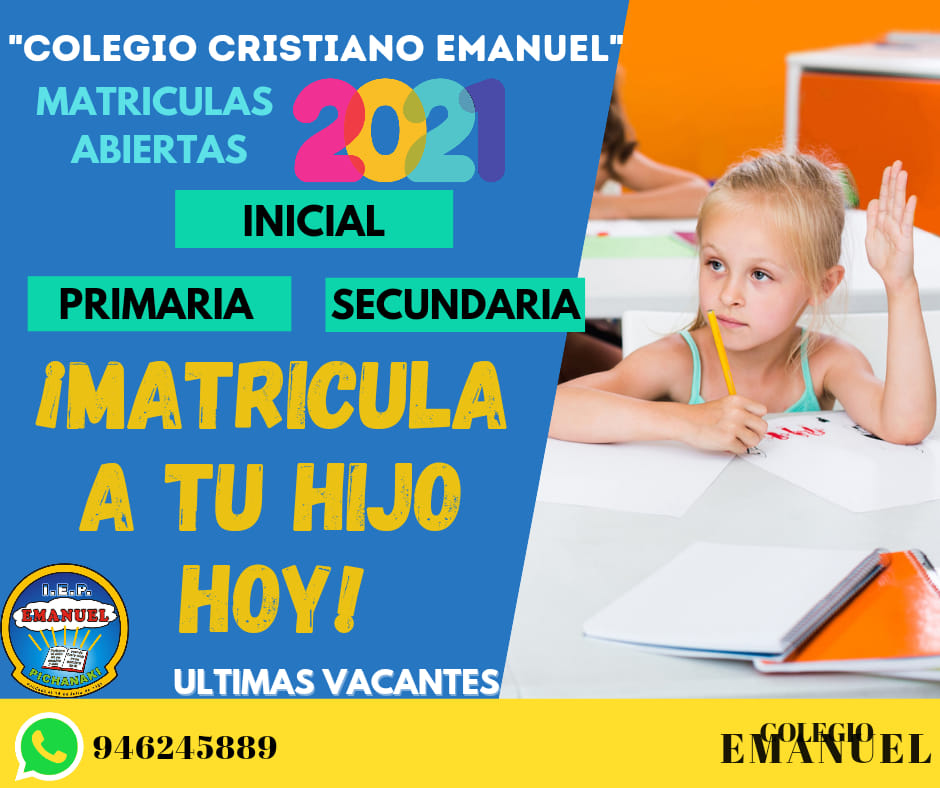 "COLEGIO CRISTIANO EMANUEL"
MATRICULAS
ABIERTAS
2021
INICIAL
PRIMARIA
SECUNDARIA
¡MATRICULA
A TU HIJO
HOY!
I.E.P.
EMANUEL
PICHANAKI
ULTIMAS VACANTES
946245889
COLEGIO
EMANUEL